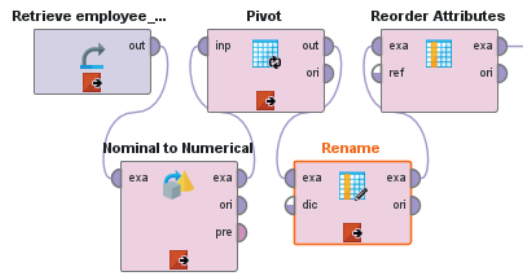 Retrieve employee_...
Pivot
Reorder Attributes
out
inp
out
ori
exa
exa
ref
ori
Nominal to Numerical
Rename
exa
exa
ori
pre
exa
exa
dic
ori